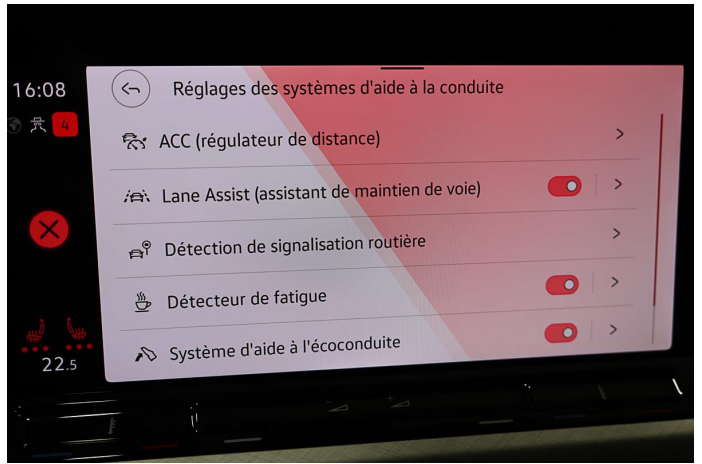 16:08
Réglages des systèmes d'aide à la conduite
4
ACC (régulateur de distance)
Lane Assist (assistant de maintien de voie)
Détection de signalisation routière
Détecteur de fatigue
Système d'aide à l'écoconduite
22.5